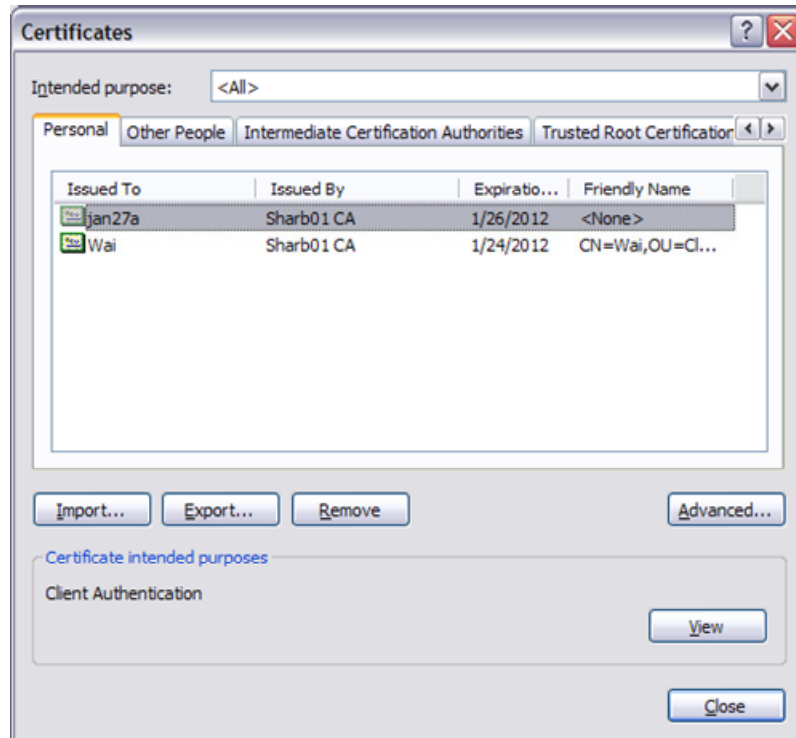 Certificates
Intended purpose: <All>
Personal Other People Intermediate Certification Authorities Trusted Root Certification
Issued To Issued By Expiratio... Friendly Name
jan27a Sharb01 CA 1/26/2012 <None>
Wai Sharb01 CA 1/24/2012 CN=Wai,OU=Cl...
Import... Export... Remove Advanced...
Certificate intended purposes
Client Authentication
View
Close